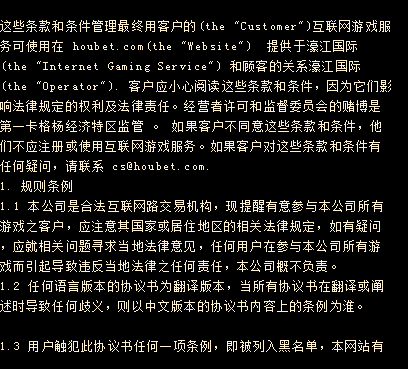 这些条款和条件管理最终用客户的(the "Customer")互联网游戏服
务可使用在 houbet.com(the "Website") 提供于濠江国际
(the "Internet Gaming Service") 和顾客的关系濠江国际
(the "Operator"). 客户应小心阅读这些条款和条件，因为它们影
响法律规定的权利及法律责任。经营者许可和监督委员会的赌博是
第一卡格杨经济特区监管 。 如果客户不同意这些条款和条件，他
们不应注册或使用互联网游戏服务。如果客户对这些条款和条件有
任何疑问，请联系 cs@houbet.com.
1. 规则条例
1.1 本公司是合法互联网路交易机构，现提醒有意参与本公司所有
游戏之客户，应注意其国家或居住地区的相关法律规定，如有疑问
，应就相关问题寻求当地法律意见，任何用户在参与本公司所有游
戏而引起导致违反当地法律之任何责任，本公司概不负责。
1.2 任何语言版本的协议书为翻译版本，当所有协议书在翻译或阐
述时导致任何歧义，则以中文版本的协议书内容上的条例为淮。
1.3 用户触犯此协议书任何一项条例，即被列入黑名单，本网站有